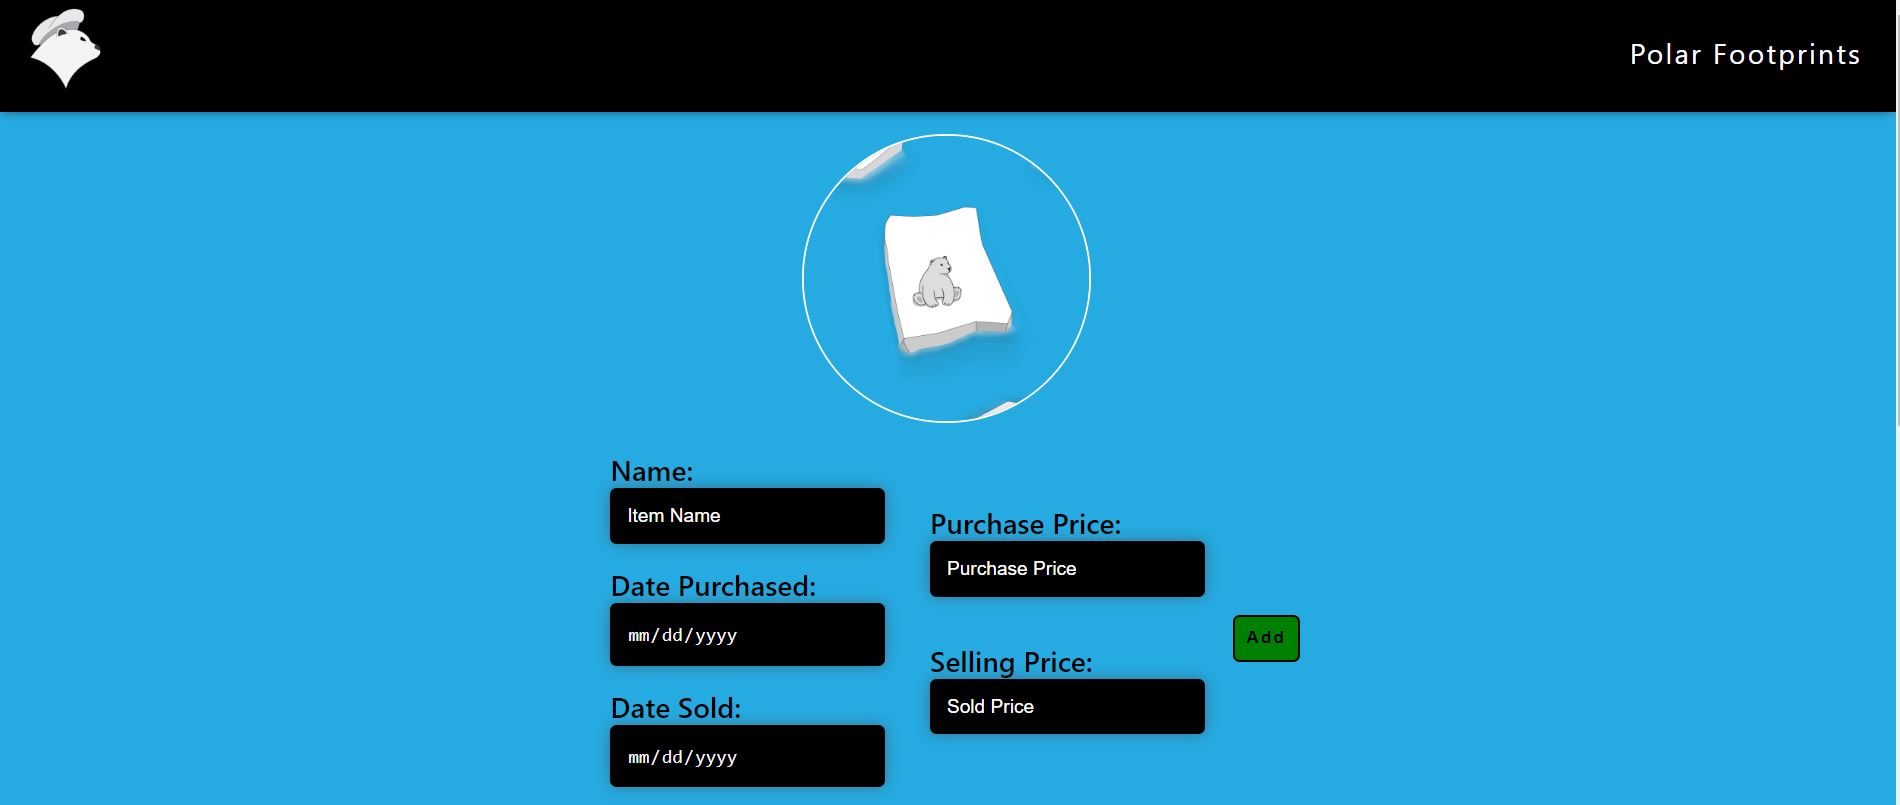 Polar Footprints
Name:
Item Name
Date Purchased:
mm/dd/yyyy
Date Sold:
mm/dd/yyyy
Purchase Price:
Purchase Price
Selling Price:
Sold Price
Add